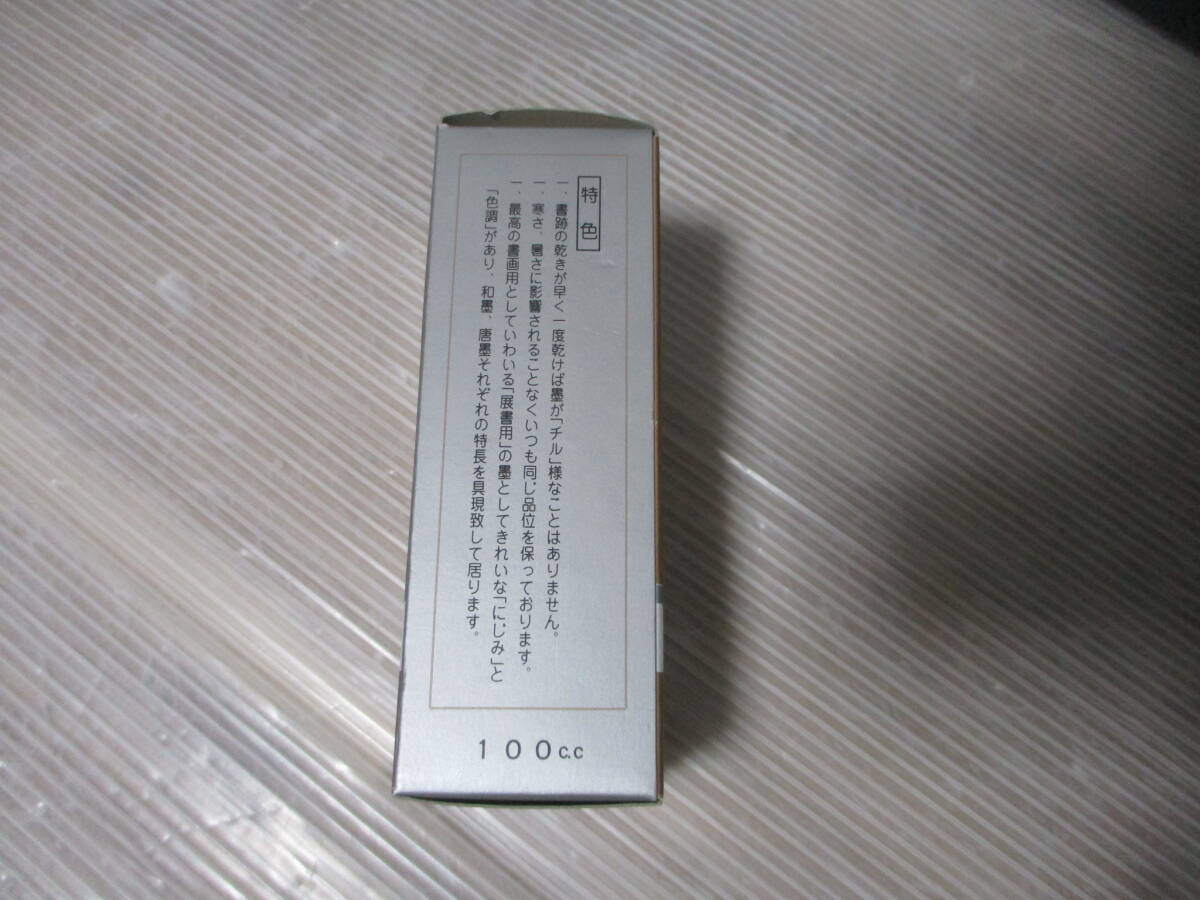 特色
一、書跡の乾きが早く一度乾けば墨が「チル」様なことはありません。
一、寒さ、暑さに影響されることなくいつも同じ品位を保っております。
一、最高の書画用としていわいる「展書用」の墨としてきれいな「にじみ」と
「色調」があり、和墨、唐墨それぞれの特長を具現致して居ります。
100c.c